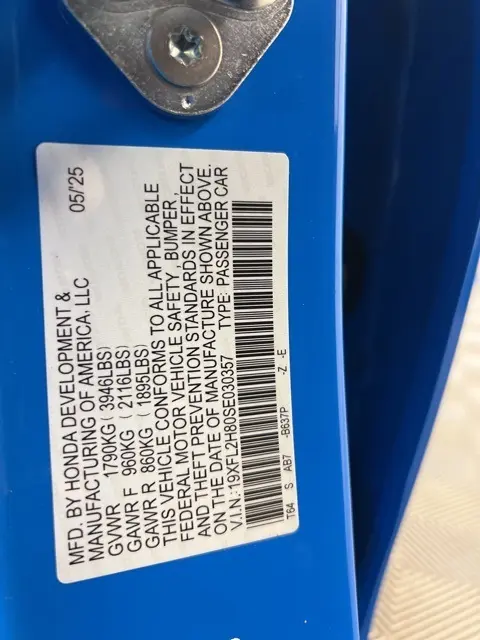 MFD. BY HONDA DEVELOPMENT & 05/'25
MANUFACTURING OF AMERICA, LLC
GVWR 1790KG (3946LBS)
GAWR F 960KG (2116LBS)
GAWR R 860KG (1895LBS)
THIS VEHICLE CONFORMS TO ALL APPLICABLE
FEDERAL MOTOR VEHICLE SAFETY, BUMPER,
AND THEFT PREVENTION STANDARDS IN EFFECT
ON THE DATE OF MANUFACTURE SHOWN ABOVE.
V.I.N.:19XFL2H80SE030357 TYPE: PASSENGER CAR
T64 S AB7 -B637P -Z -E